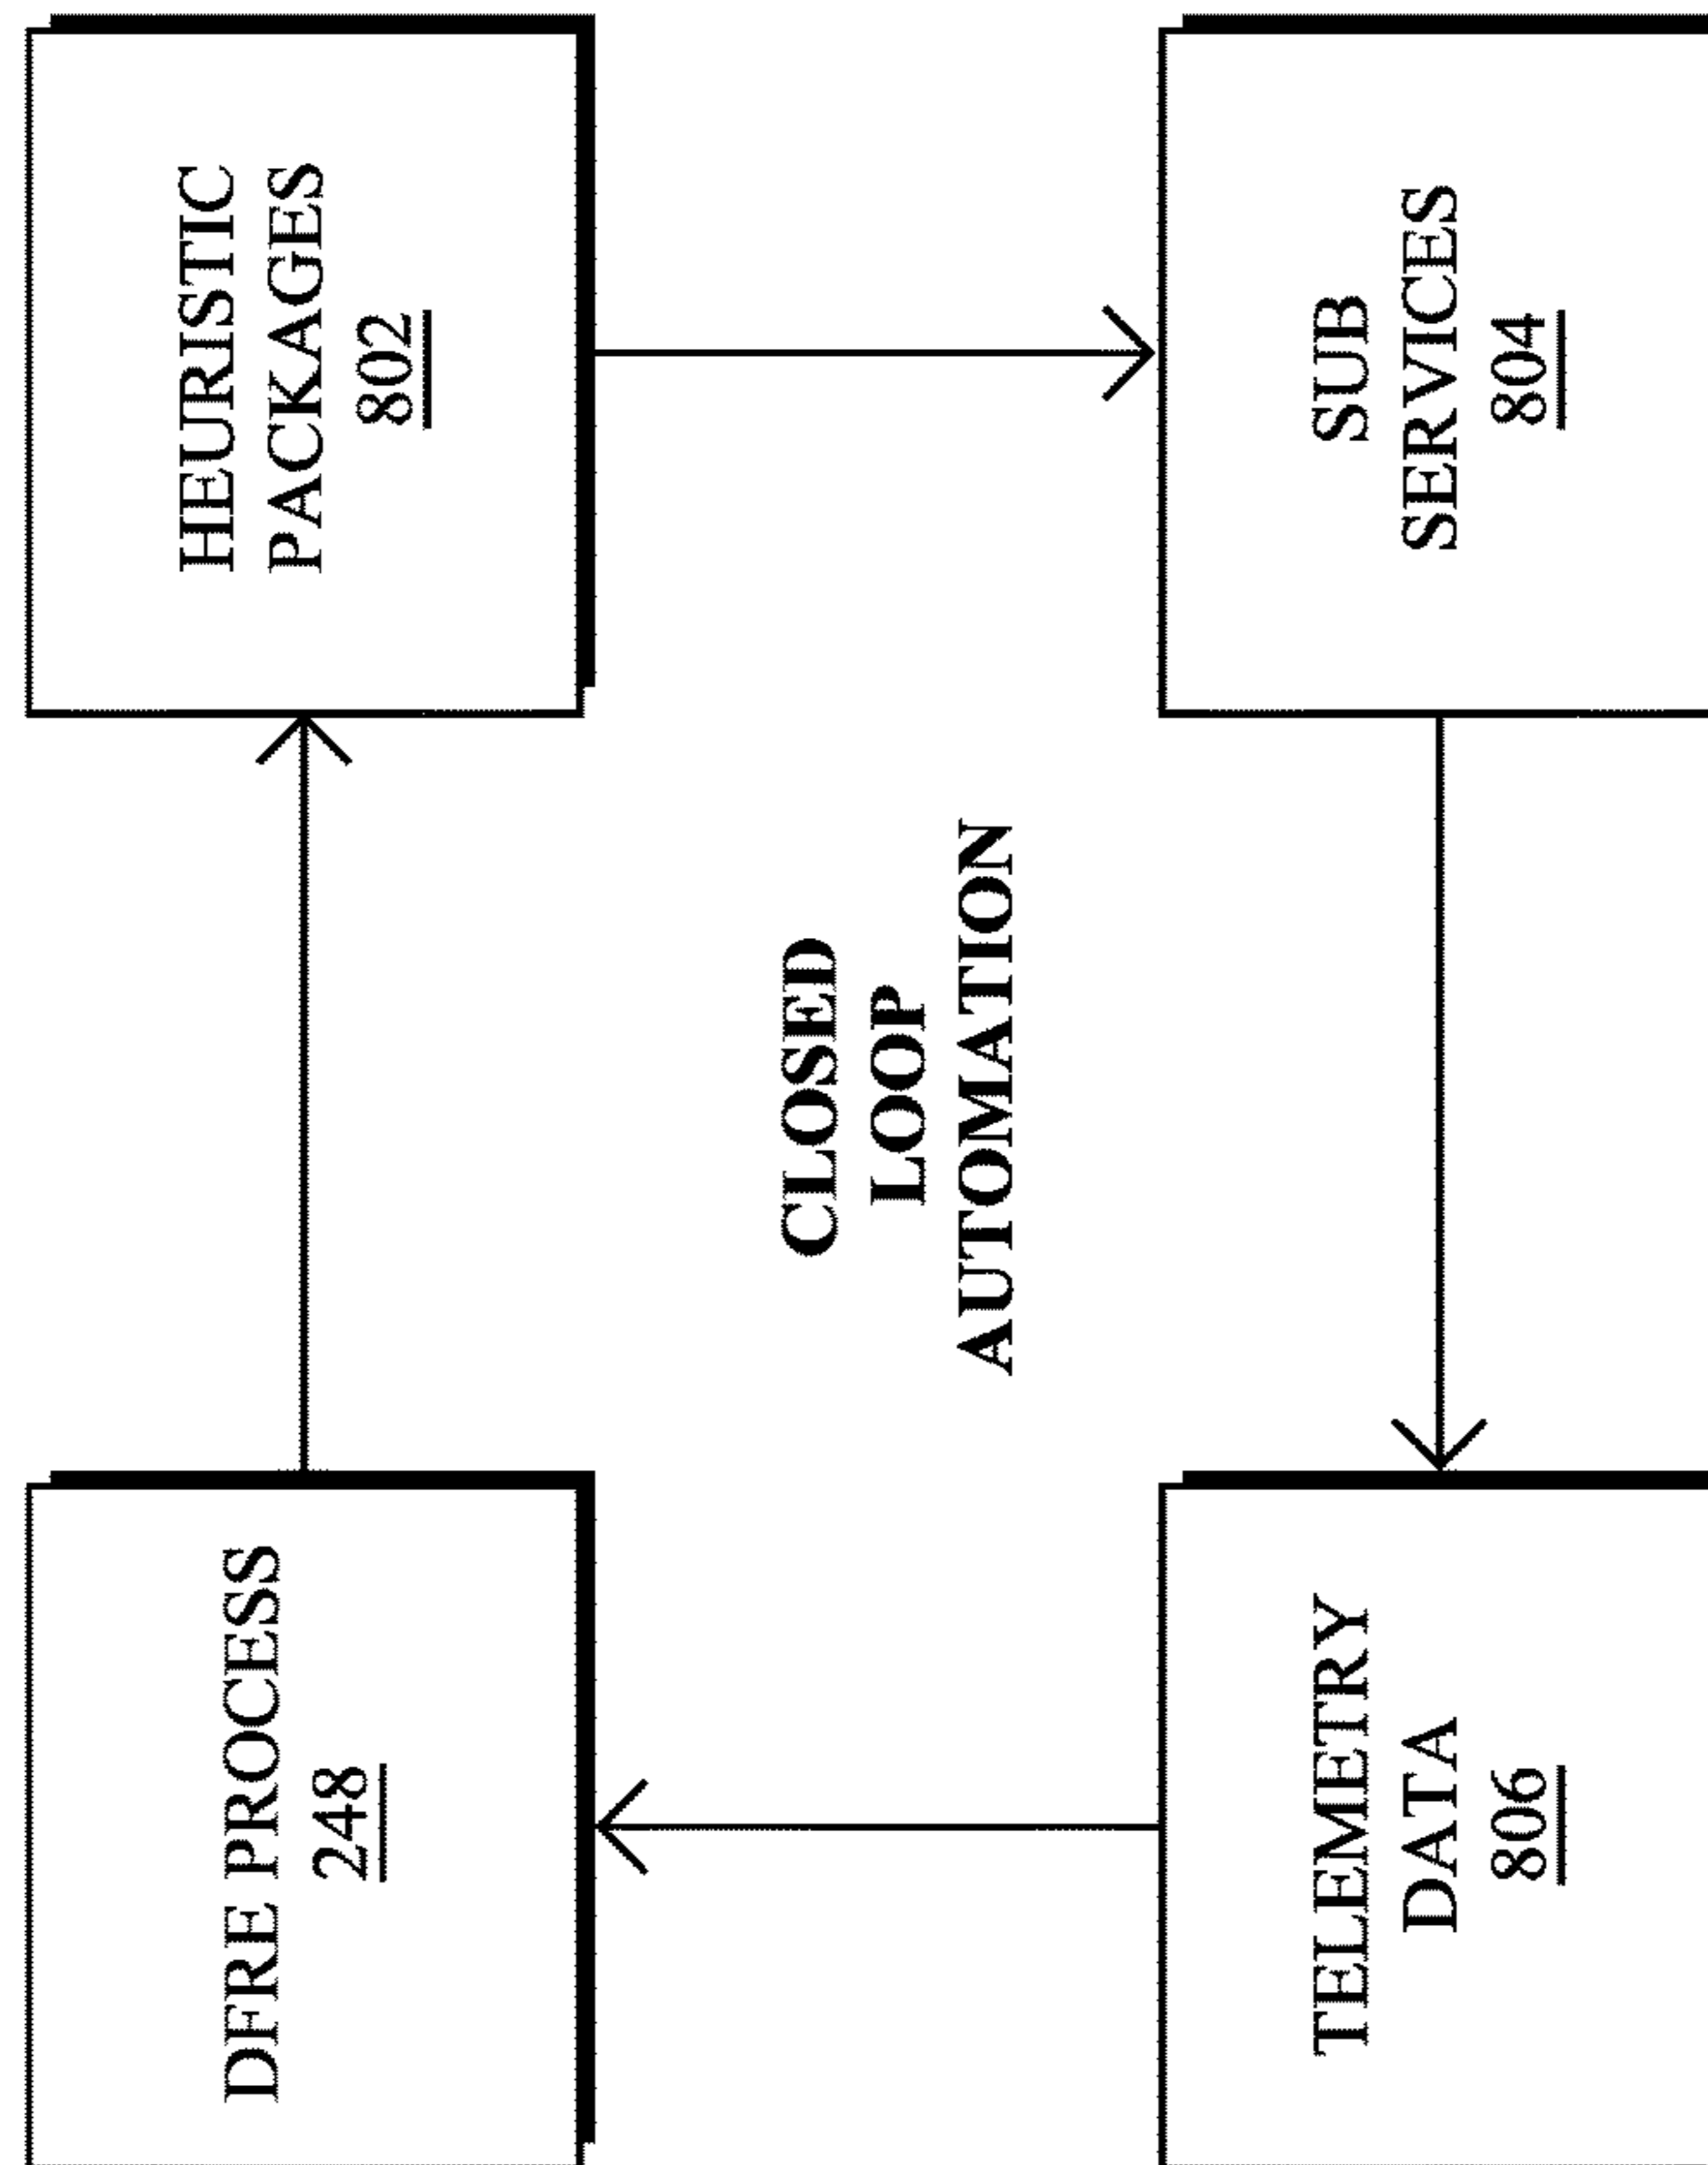 DFRE PROCESS
248
HEURISTIC
PACKAGES
802
CLOSED
LOOP
AUTOMATION
TELEMETRY
DATA
806
SUB
SERVICES
804